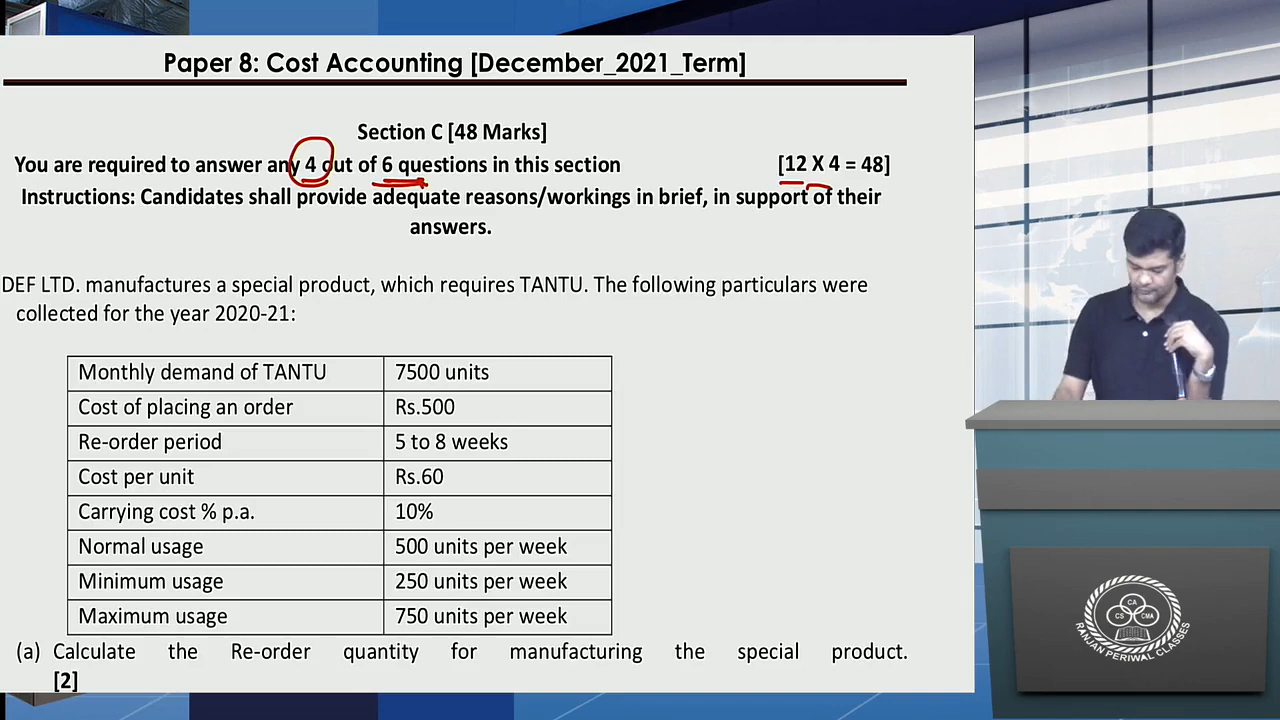 Paper 8: Cost Accounting [December_2021_Term]
Section C [48 Marks]
You are required to answer any 4 out of 6 questions in this section [12 X 4 = 48]
Instructions: Candidates shall provide adequate reasons/workings in brief, in support of their
answers.
DEF LTD. manufactures a special product, which requires TANTU. The following particulars were
collected for the year 2020-21:
Monthly demand of TANTU 7500 units
Cost of placing an order Rs.500
Re-order period 5 to 8 weeks
Cost per unit Rs.60
Carrying cost % p.a. 10%
Normal usage 500 units per week
Minimum usage 250 units per week
Maximum usage 750 units per week
(a) Calculate the Re-order quantity for manufacturing the special product.
[2]
CA
CS CMA
RANJAN PERIWAL CLASSES